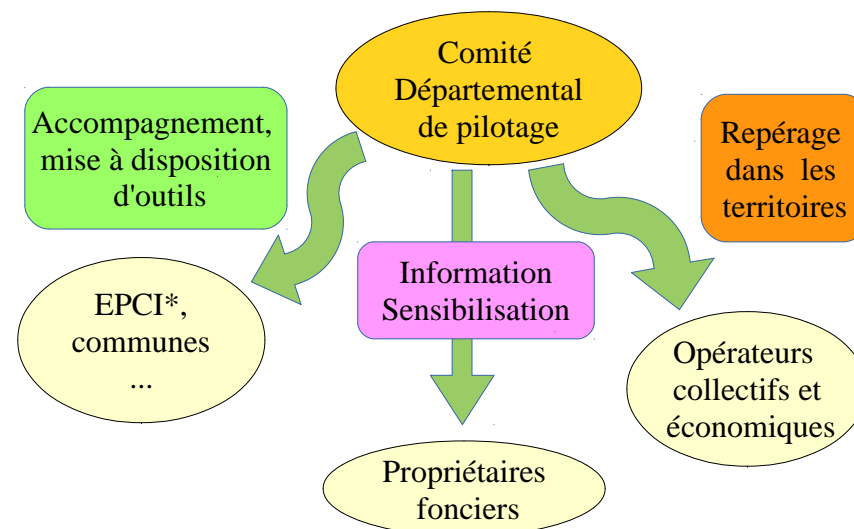 Comité
Départemental
de pilotage
Accompagnement,
mise à disposition
d'outils
Repérage
dans les
territoires
Information
Sensibilisation
EPCI*,
communes
...
Opérateurs
collectifs et
économiques
Propriétaires
fonciers